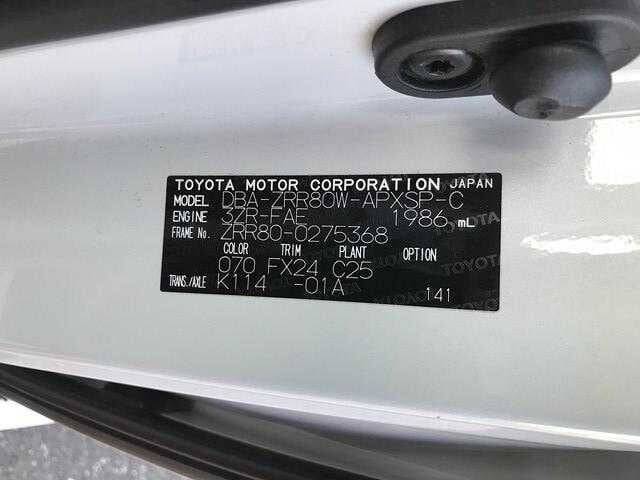 TOYOTA MOTOR CORPORATION JAPAN
MODEL DBA-ZRR80W-APXSP-C
ENGINE 3ZR-FAE 1986 mL
FRAME No. ZRR80-0275368
COLOR TRIM PLANT OPTION
070 FX24 C25
TRANS./AXLE K114 -01A
141